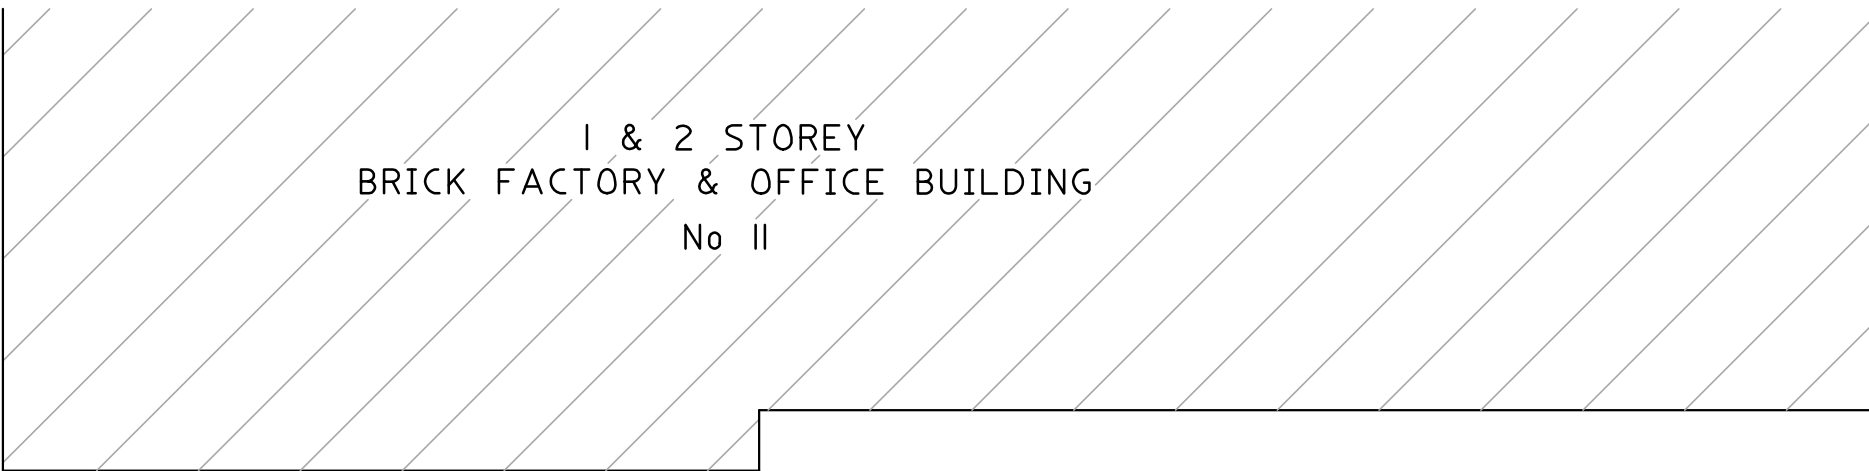 1 & 2 STOREY
BRICK FACTORY & OFFICE BUILDING
No 11